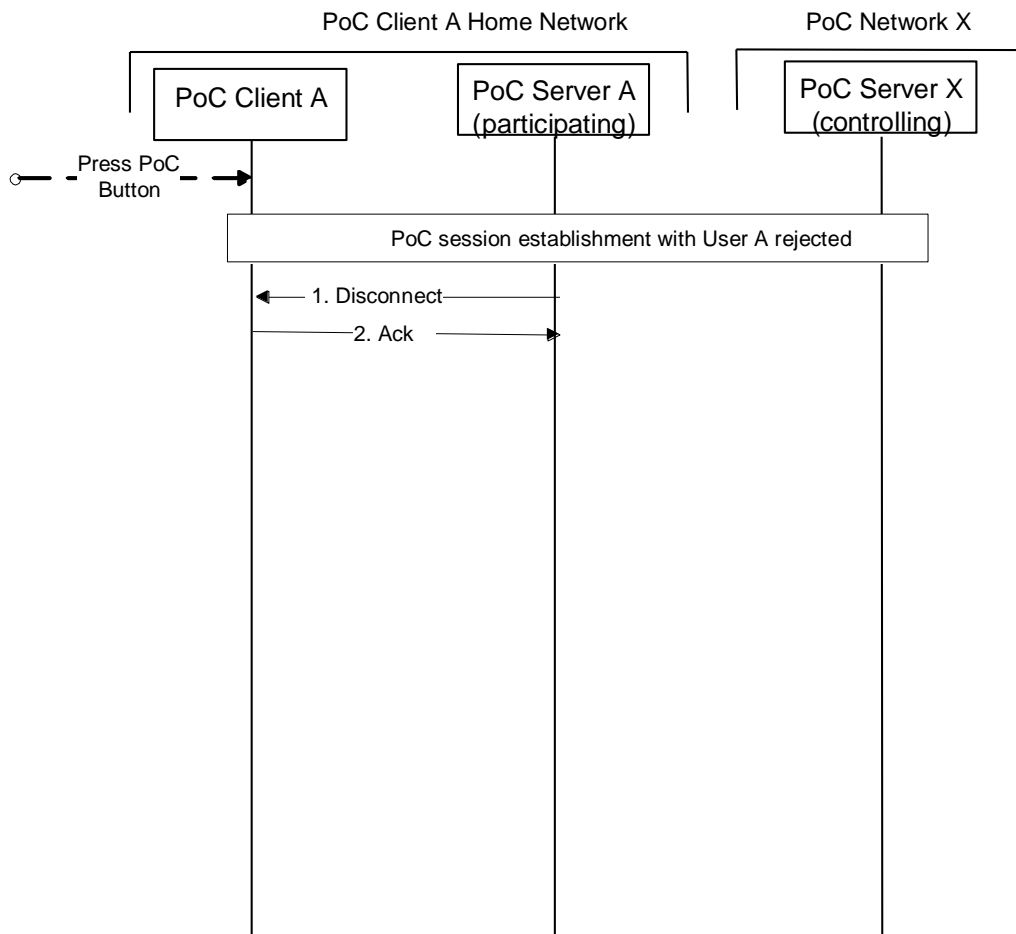 PoC Client A Home Network
PoC Network X
PoC Client A
PoC Server A
(participating)
PoC Server X
(controlling)
Press PoC
Button
PoC session establishment with User A rejected
1. Disconnect
2. Ack